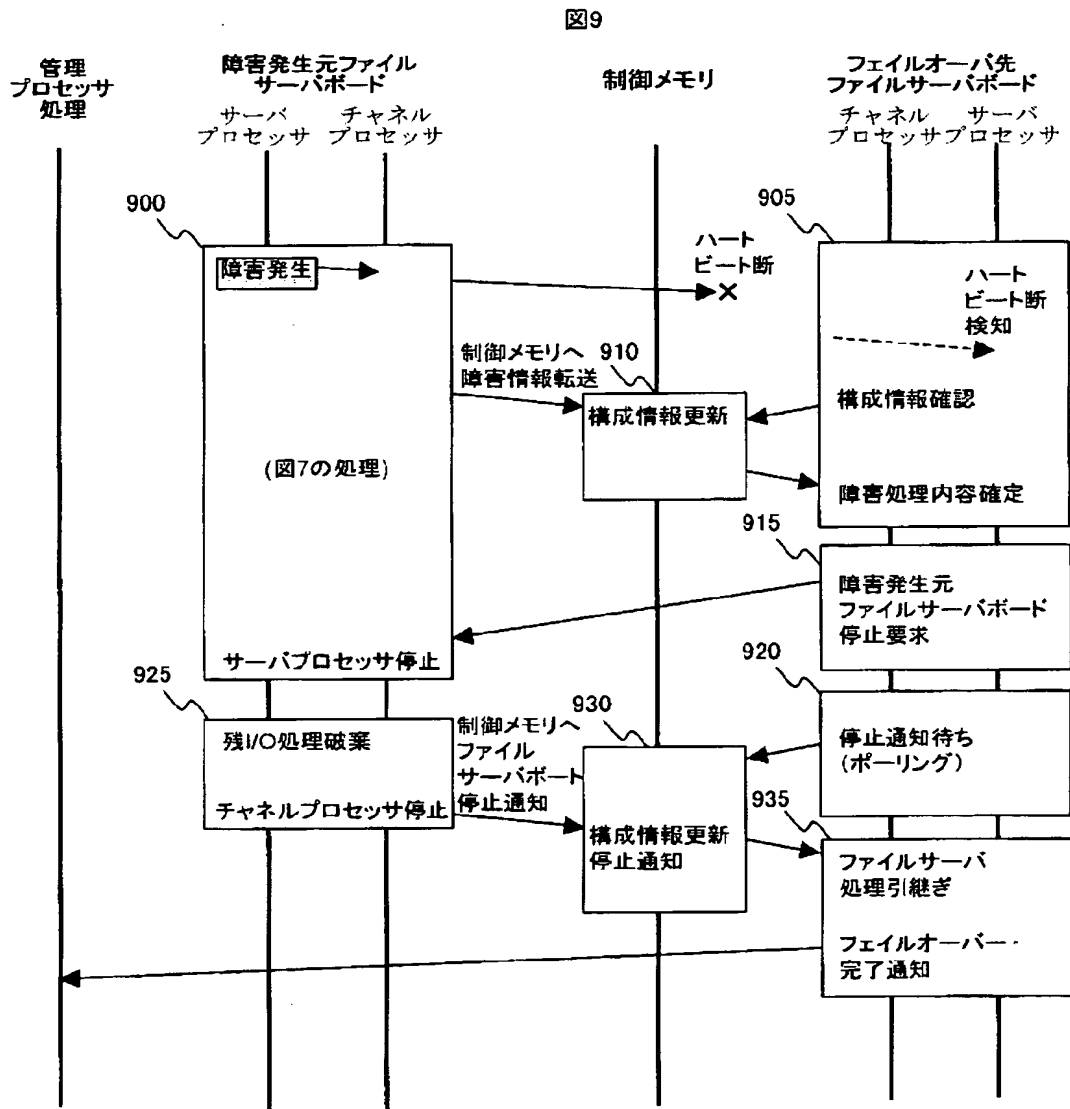 図9
管理
プロセッサ
処理
障害発生元ファイル
サーバボード
サーバ
プロセッサ
チャネル
プロセッサ
制御メモリ
フェイルオーバ先
ファイルサーバボード
チャネル
プロセッサ
サーバ
プロセッサ
900
障害発生
ハート
ビート断
905
ハート
ビート断
検知
制御メモリへ
障害情報転送
910
構成情報更新
構成情報確認
(図7の処理)
障害処理内容確定
915
障害発生元
ファイルサーバボード
停止要求
サーバプロセッサ停止
920
停止通知待ち
(ポーリング)
925
残I/O処理破棄
チャネルプロセッサ停止
制御メモリへ
ファイル
サーバボート
停止通知
930
構成情報更新
停止通知
935
ファイルサーバ
処理引継ぎ
フェイルオーバー
完了通知